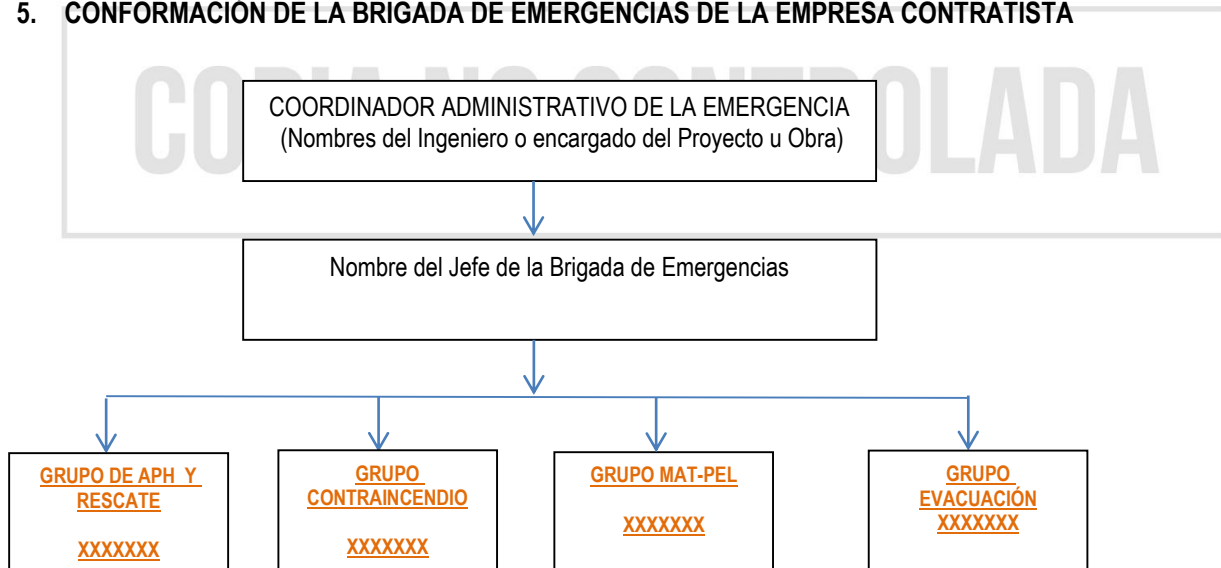 5. CONFORMACIÓN DE LA BRIGADA DE EMERGENCIAS DE LA EMPRESA CONTRATISTA
COPIA NO CONTROLADA
COORDINADOR ADMINISTRATIVO DE LA EMERGENCIA
(Nombres del Ingeniero o encargado del Proyecto u Obra)
Nombre del Jefe de la Brigada de Emergencias
GRUPO DE APH Y
RESCATE
XXXXXXX
GRUPO
CONTRAINCENDIO
XXXXXXX
GRUPO MAT-PEL
XXXXXXX
GRUPO
EVACUACIÓN
XXXXXXX